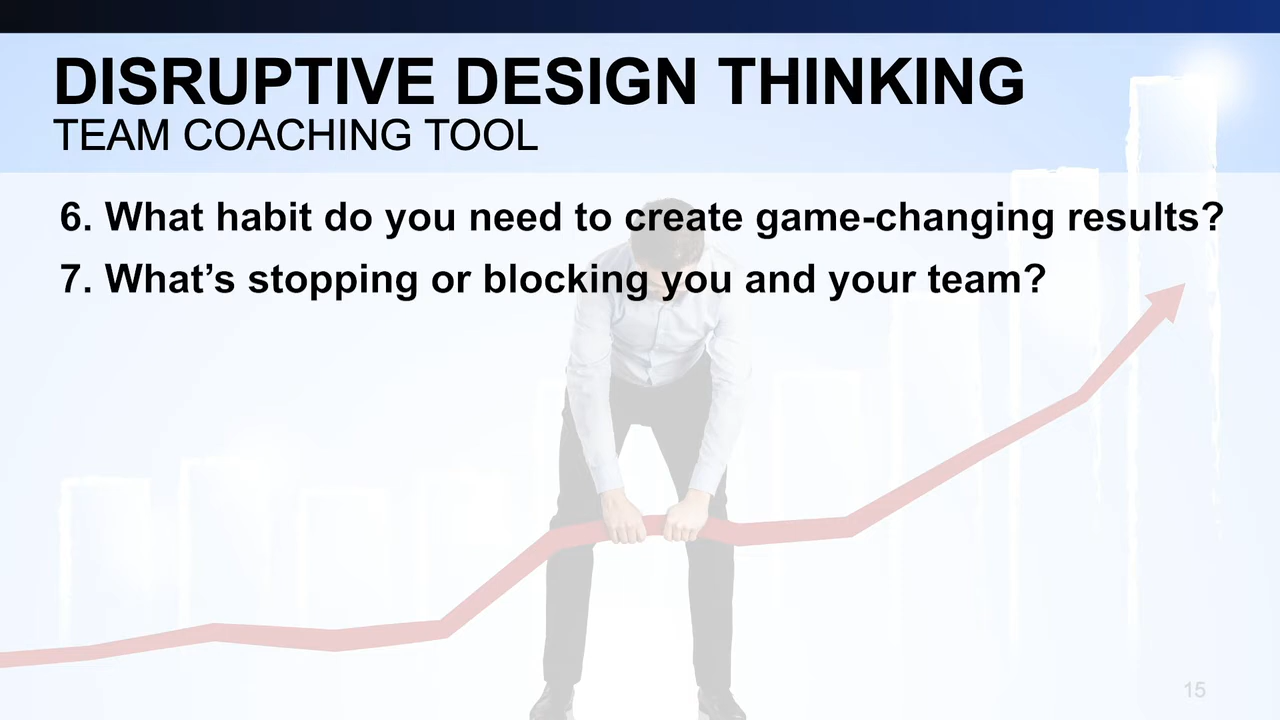 DISRUPTIVE DESIGN THINKING
TEAM COACHING TOOL
6. What habit do you need to create game-changing results?
7. What’s stopping or blocking you and your team?
15